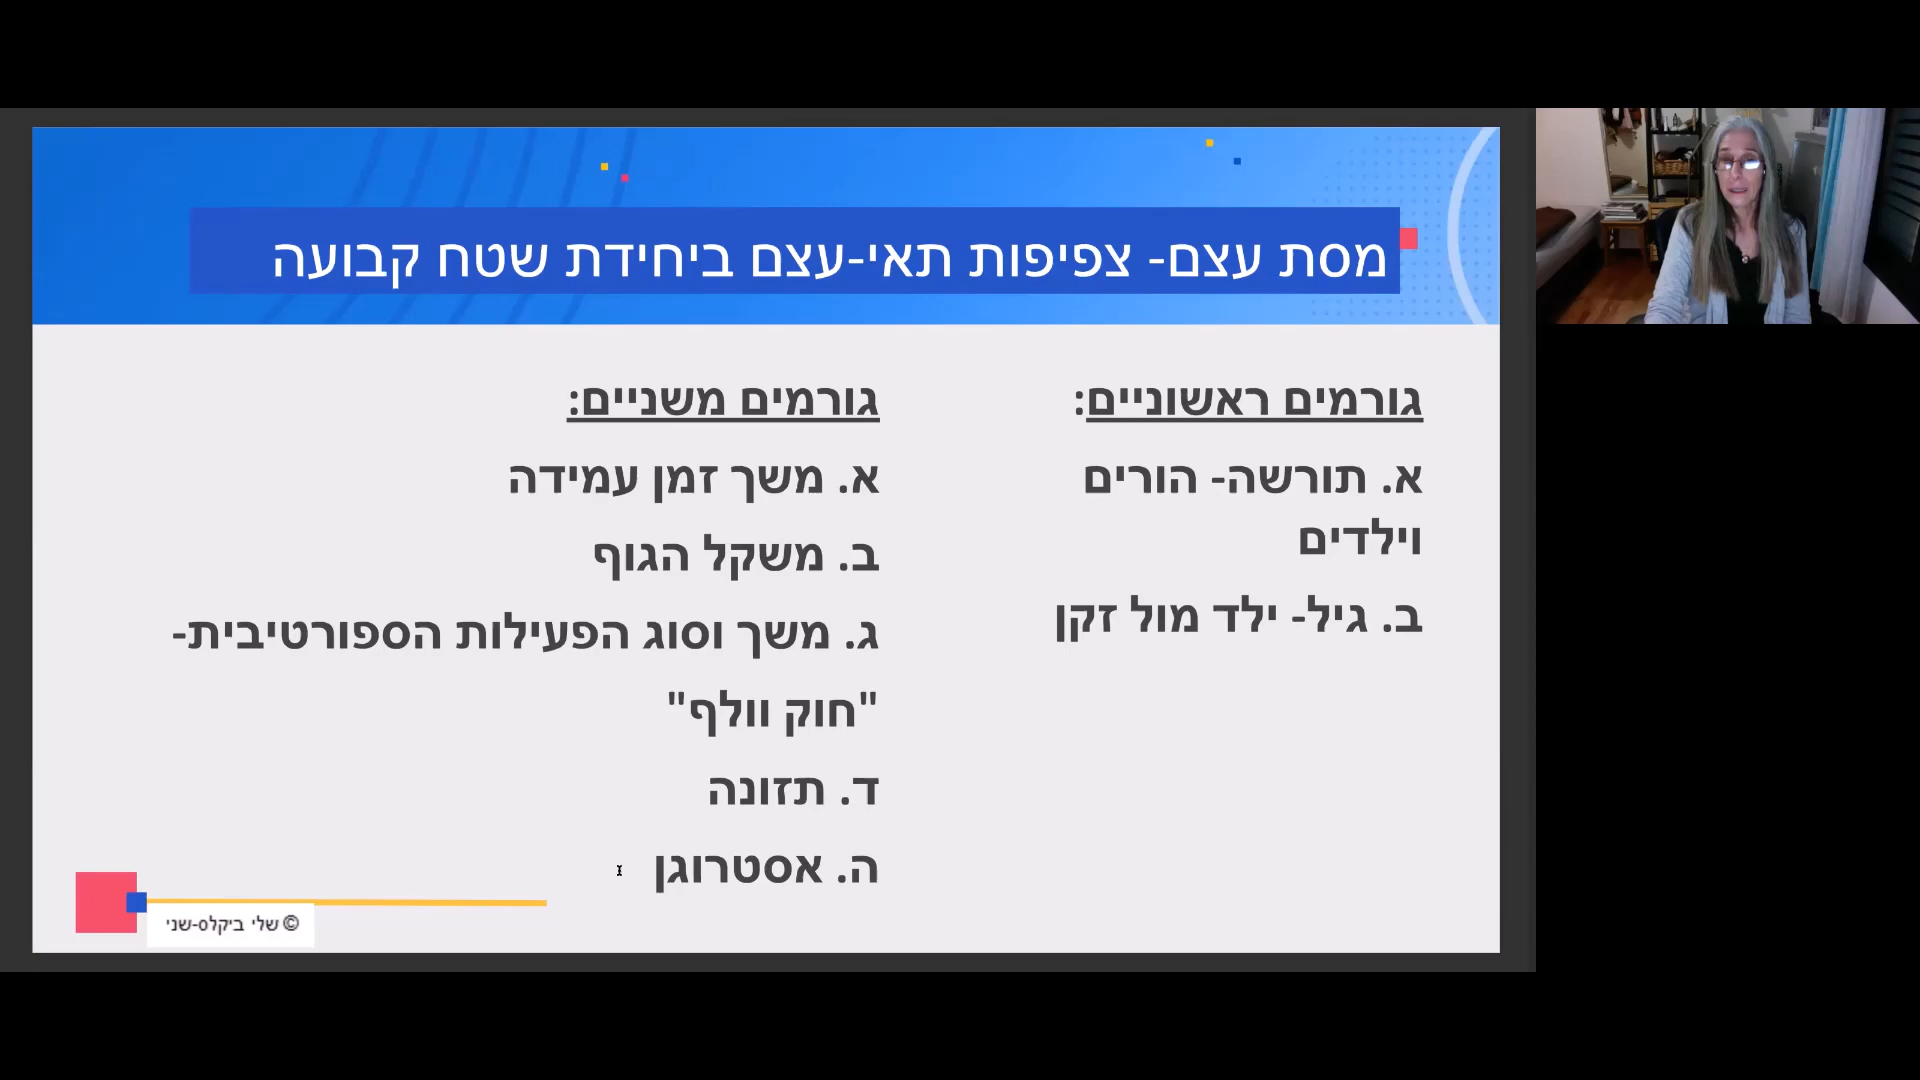 מסת עצם- צפיפות תאי-עצם ביחידת שטח קבועה
גורמים ראשוניים:
א. תורשה- הורים
וילדים
ב. גיל- ילד מול זקן
גורמים משניים:
א. משך זמן עמידה
ב. משקל הגוף
ג. משך וסוג הפעילות הספורטיבית-
"חוק וולף"
ד. תזונה
ה. אסטרוגן
© שלי ביקלס-שני